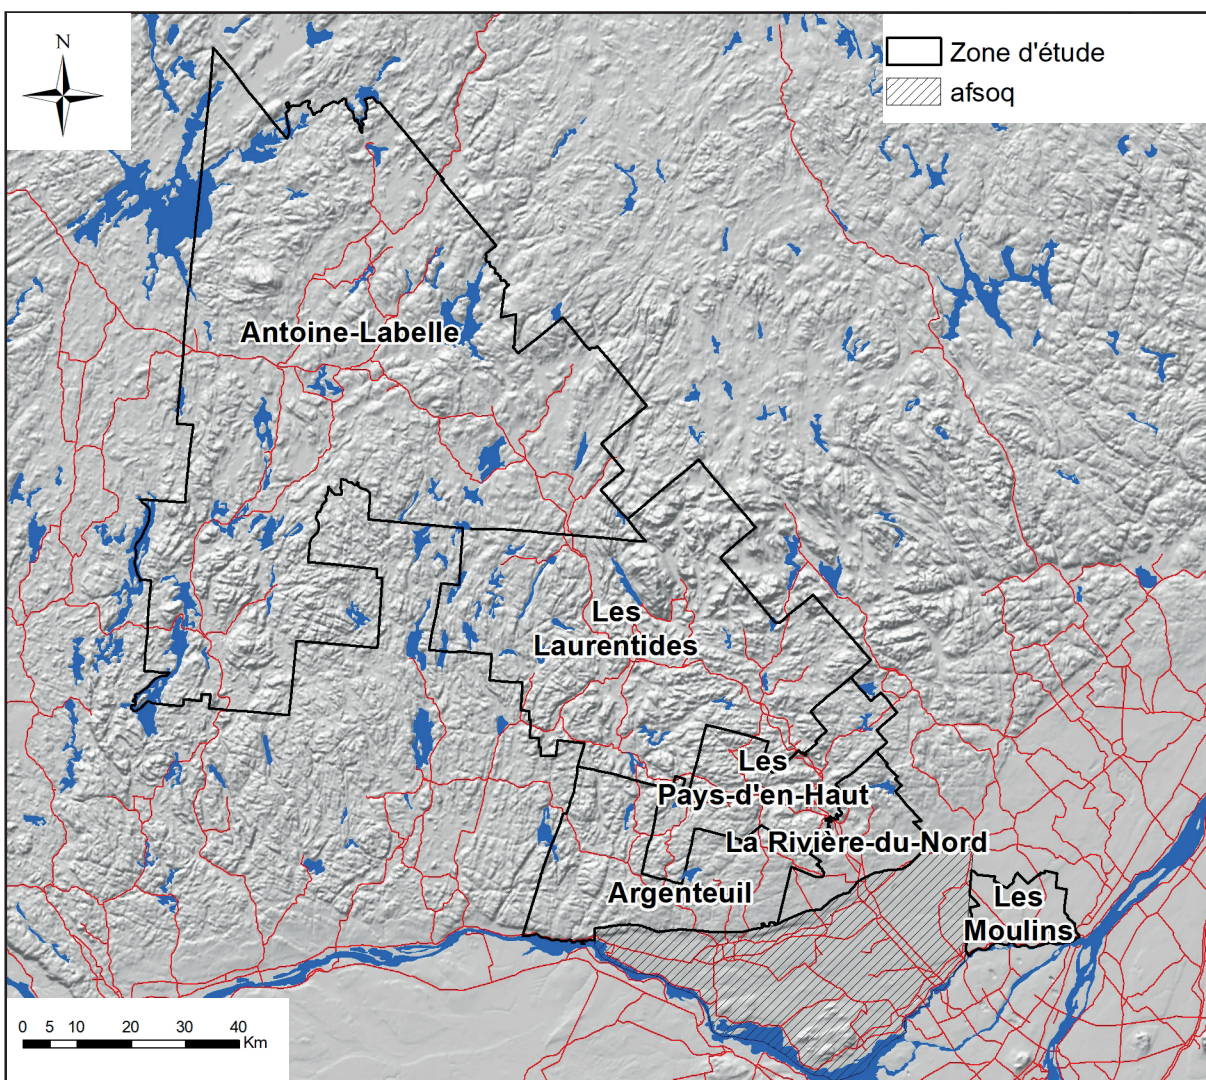 N
Zone d'étude
afsoq
Antoine-Labelle
Les
Laurentides
Les
Pays-d'en-Haut
La Rivière-du-Nord
Argenteuil
Les
Moulins
0 5 10 20 30 40
Km